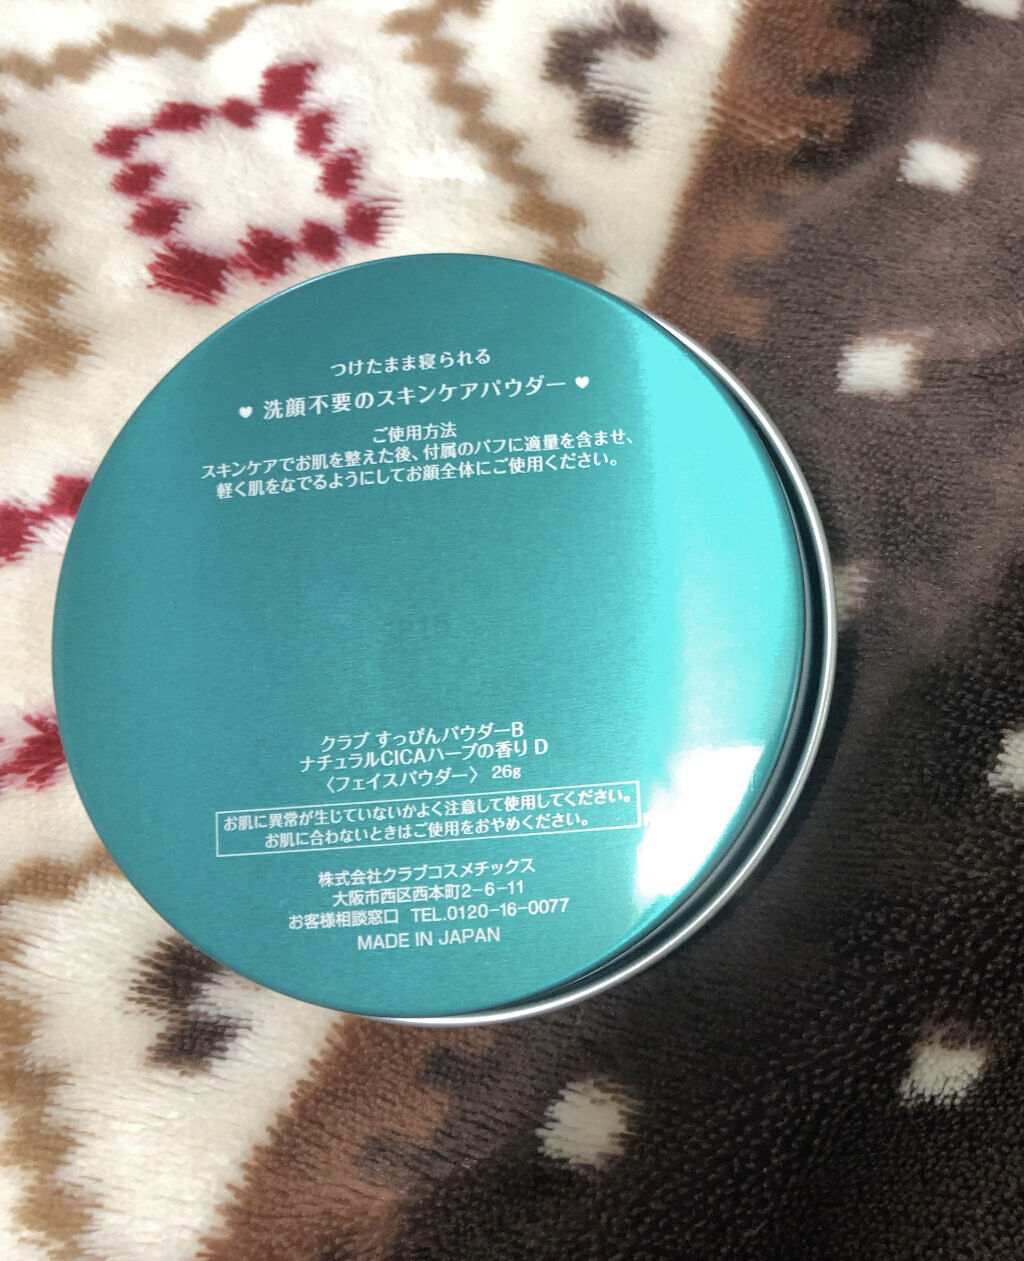 つけたまま寝られる
♥ 洗顔不要のスキンケアパウダー ♥
ご使用方法
スキンケアでお肌を整えた後、付属のパフに適量を含ませ、
軽く肌をなでるようにしてお顔全体にご使用ください。
クラブ すっぴんパウダーB
ナチュラルCICAハーブの香り D
〈フェイスパウダー〉 26g
お肌に異常が生じていないかよく注意して使用してください。
お肌に合わないときはご使用をおやめください。
株式会社クラブコスメチックス
大阪市西区西本町2-6-11
お客様相談窓口 TEL.0120-16-0077
MADE IN JAPAN